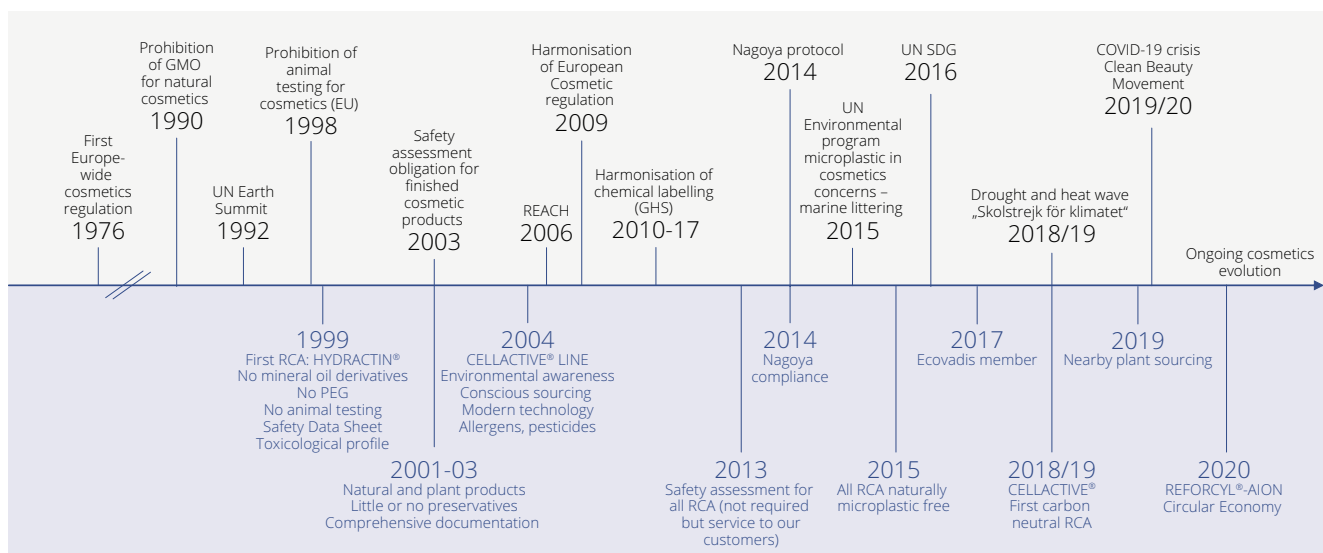 First
Europe-
wide
cosmetics
regulation
1976
Prohibition
of GMO
for natural
cosmetics
1990
UN Earth
Summit
1992
Prohibition of
animal
testing for
cosmetics (EU)
1998
Safety
assessment
obligation for
finished
cosmetic
products
2003
REACH
2006
Harmonisation
of European
Cosmetic
regulation
2009
Harmonisation of
chemical labelling
(GHS)
2010-17
Nagoya protocol
2014
UN
Environmental
program
microplastic in
cosmetics
concerns –
marine littering
2015
UN SDG
2016
Drought and heat wave
„Skolstrejk för klimatet“
2018/19
COVID-19 crisis
Clean Beauty
Movement
2019/20
Ongoing cosmetics
evolution
1999
First RCA: HYDRACTIN®
No mineral oil derivatives
No PEG
No animal testing
Safety Data Sheet
Toxicological profile
2001-03
Natural and plant products
Little or no preservatives
Comprehensive documentation
2004
CELLACTIVE® LINE
Environmental awareness
Conscious sourcing
Modern technology
Allergens, pesticides
2013
Safety assessment for
all RCA (not required
but service to our
customers)
2014
Nagoya
compliance
2015
All RCA naturally
microplastic free
2017
Ecovadis member
2018/19
CELLACTIVE®
First carbon
neutral RCA
2019
Nearby plant sourcing
2020
REFORCYL®-AION
Circular Economy